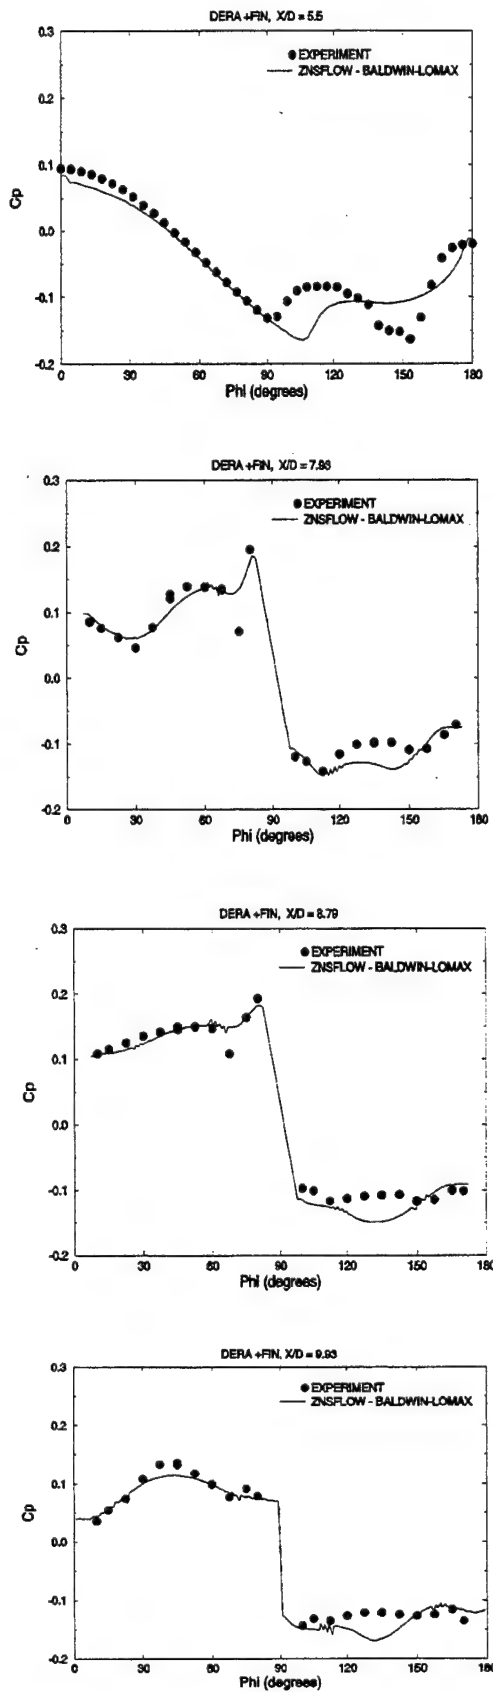 DERA +FIN, X/D = 5.5
EXPERIMENT
ZNSFLOW - BALDWIN-LOMAX
0.3
0.2
0.1
0.0
-0.1
-0.2
Cp
0 30 60 90 120 150 180
Phi (degrees)
DERA +FIN, X/D = 7.93
EXPERIMENT
ZNSFLOW - BALDWIN-LOMAX
0.3
0.2
0.1
0.0
-0.1
-0.2
Cp
0 30 60 90 120 150 180
Phi (degrees)
DERA +FIN, X/D = 8.79
EXPERIMENT
ZNSFLOW - BALDWIN-LOMAX
0.3
0.2
0.1
0.0
-0.1
-0.2
Cp
0 30 60 90 120 150 180
Phi (degrees)
DERA +FIN, X/D = 9.93
EXPERIMENT
ZNSFLOW - BALDWIN-LOMAX
0.3
0.2
0.1
0.0
-0.1
-0.2
Cp
0 30 60 90 120 150 180
Phi (degrees)